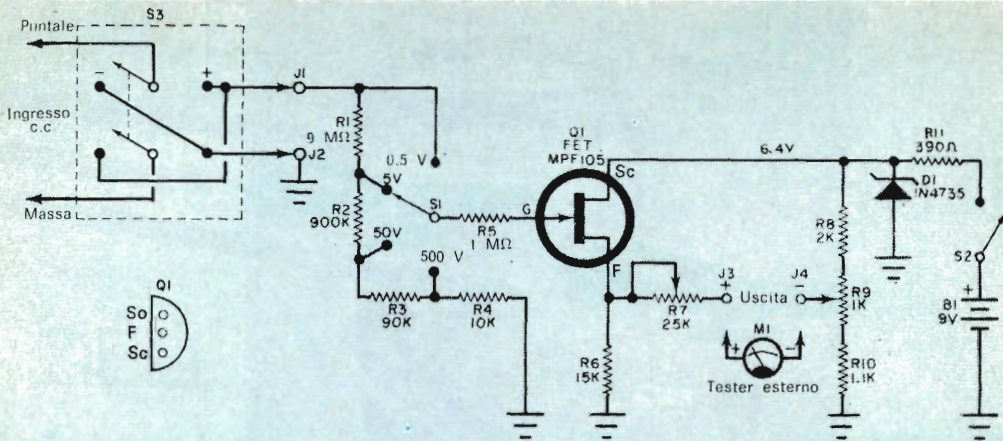 S3
Puntale
-
+
J1
Ingresso
c.c
J2
Massa
R1
9 MΩ
0.5 V
5V
R2
900K
S1
50V
500 V
R3
90K
R4
10K
R5
1 MΩ
Q1
FET
MPF105
Sc
G
F
6.4V
R11
390Ω
D1
1N4735
R8
2K
S2
J3
+
Uscita
J4
-
R9
1K
+
B1
9V
R7
25K
M1
+
-
Tester esterno
R6
15K
R10
1.1K
Q1
So
F
Sc